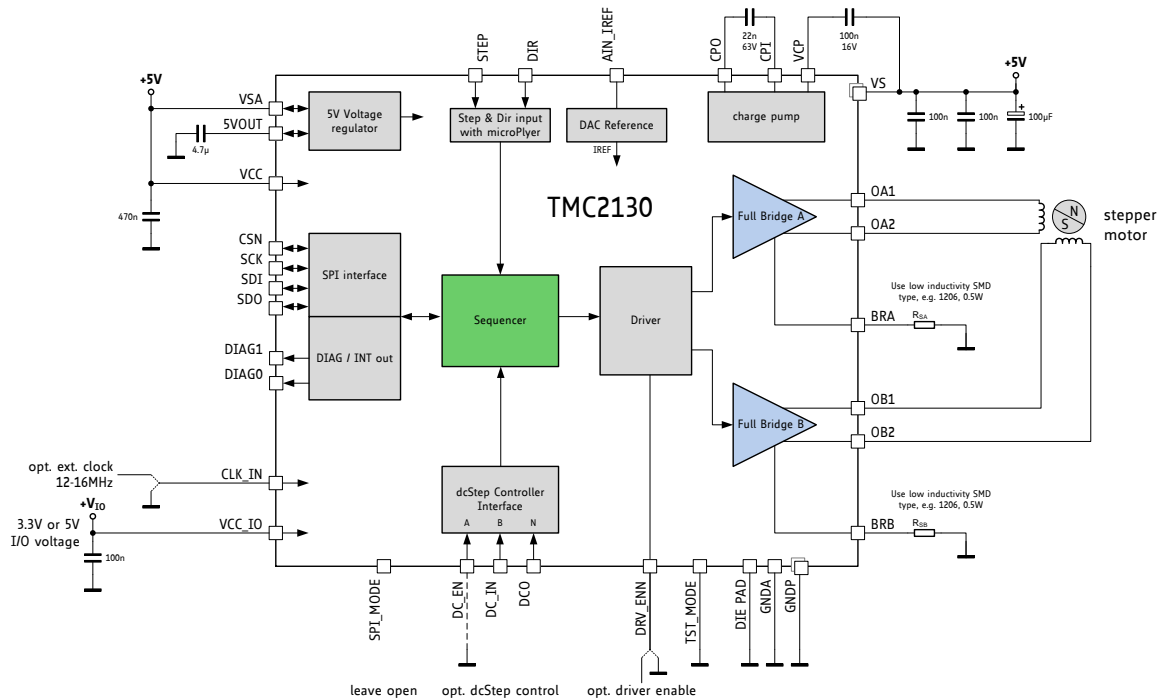 STEP
DIR
AIN_IREF
CPO
22n
63V
CPI
VCP
100n
16V
+5V
VSA
5VOUT
4.7µ
5V Voltage
regulator
Step & Dir input
with microPlyer
DAC Reference
IREF
charge pump
VS
+5V
100n
100n
+
100µF
VCC
470n
TMC2130
Full Bridge A
OA1
OA2
N
S
stepper
motor
CSN
SCK
SDI
SDO
SPI interface
Sequencer
Driver
Use low inductivity SMD
type, e.g. 1206, 0.5W
BRA
RSA
DIAG1
DIAG0
DIAG / INT out
Full Bridge B
OB1
OB2
opt. ext. clock
12-16MHz
CLK_IN
+VIO
3.3V or 5V
I/O voltage
VCC_IO
100n
dcStep Controller
Interface
A
B
N
Use low inductivity SMD
type, e.g. 1206, 0.5W
BRB
RSB
SPI_MODE
DC_EN
DC_IN
DCO
DRV_ENN
TST_MODE
DIE PAD
GNDA
GNDP
leave open
opt. dcStep control
opt. driver enable